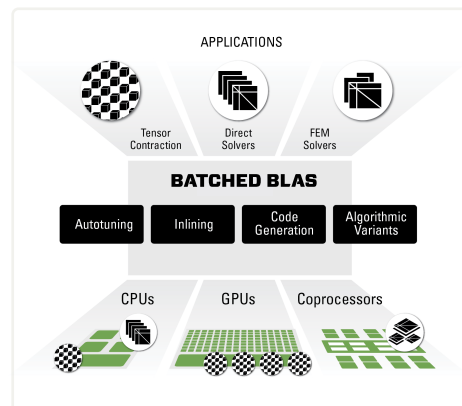 APPLICATIONS
Tensor
Contraction
Direct
Solvers
FEM
Solvers
BATCHED BLAS
Autotuning
Inlining
Code
Generation
Algorithmic
Variants
CPUs
GPUs
Coprocessors